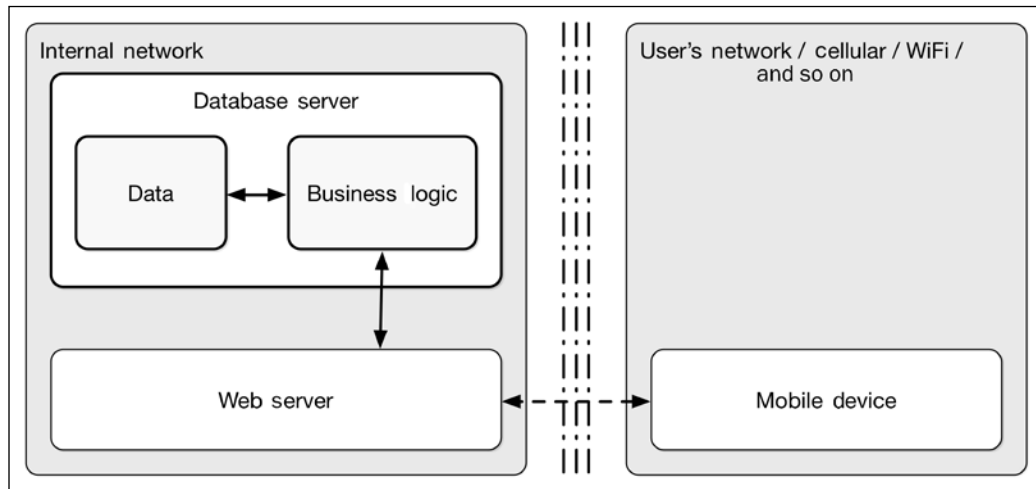 Internal network
Database server
Data
Business logic
Web server
User's network / cellular / WiFi /
and so on
Mobile device